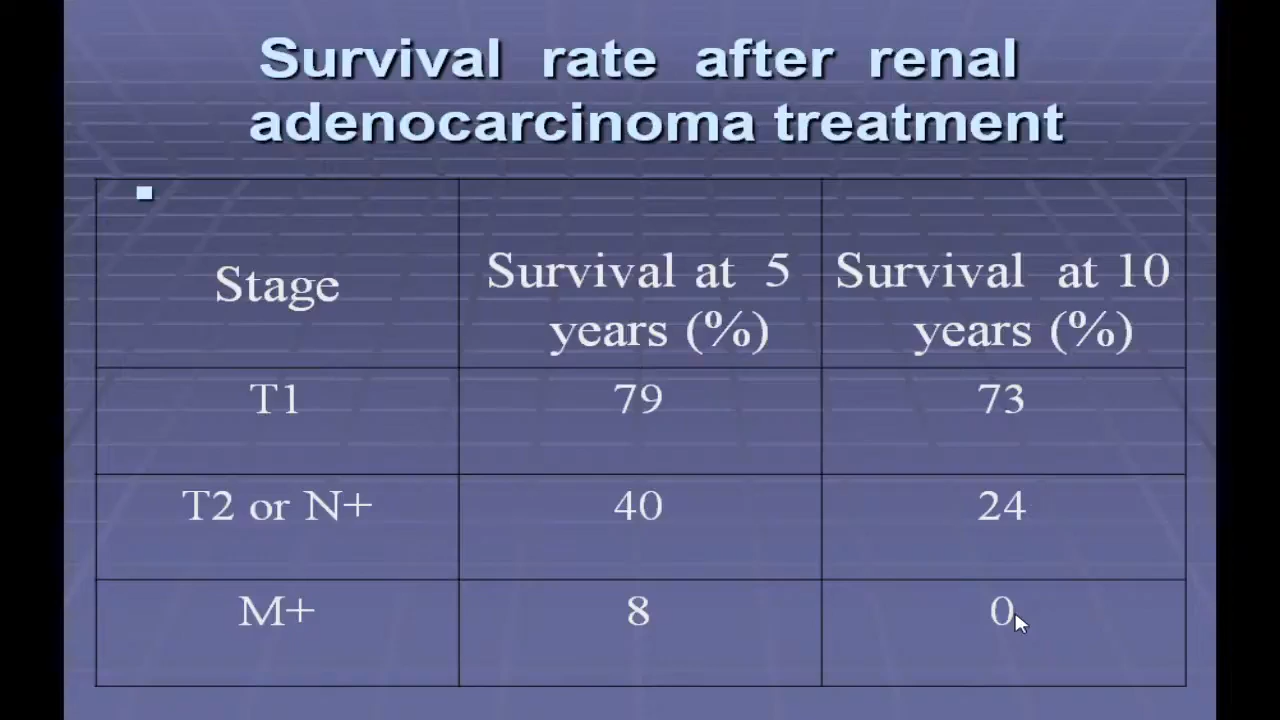 Survival rate after renal
adenocarcinoma treatment
Stage
Survival at 5
years (%)
Survival at 10
years (%)
T1 79 73
T2 or N+ 40 24
M+ 8 0